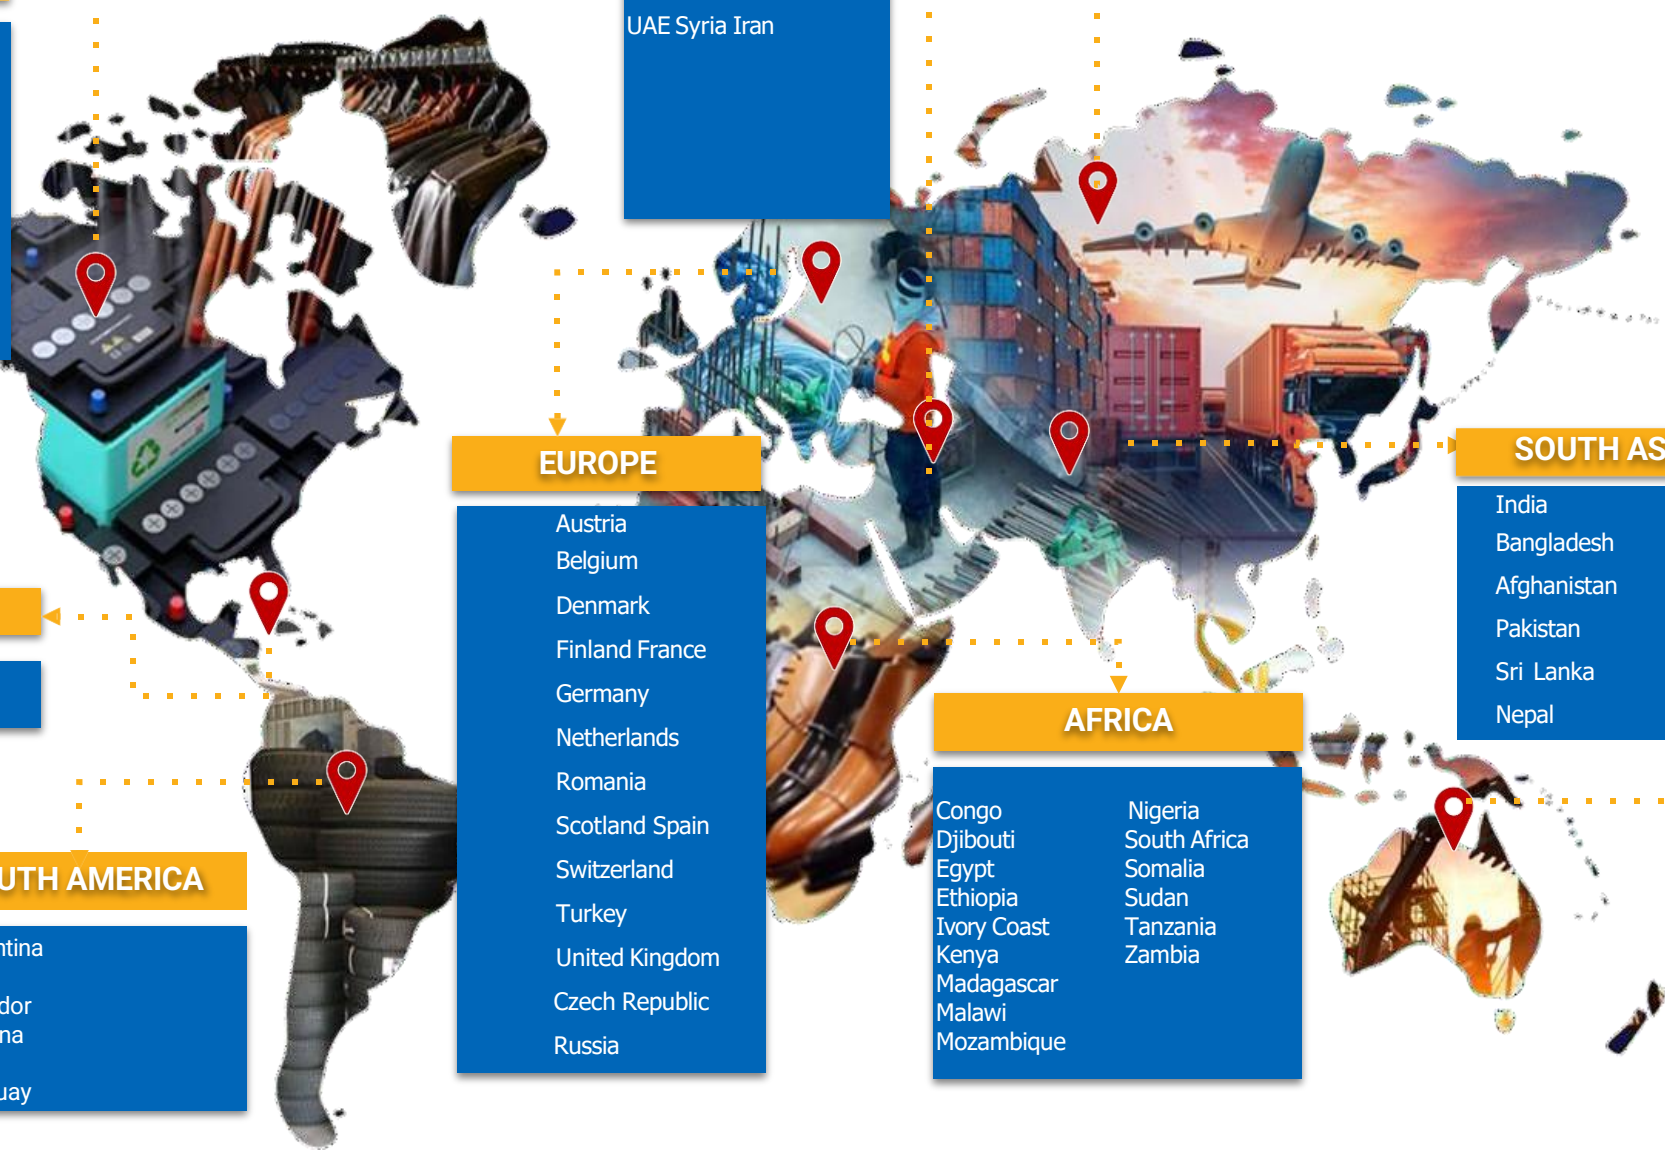 UAE Syria Iran
EUROPE
Austria
Belgium
Denmark
Finland France
Germany
Netherlands
Romania
Scotland Spain
Switzerland
Turkey
United Kingdom
Czech Republic
Russia
SOUTH AS
India
Bangladesh
Afghanistan
Pakistan
Sri Lanka
Nepal
AFRICA
Congo
Djibouti
Egypt
Ethiopia
Ivory Coast
Kenya
Madagascar
Malawi
Mozambique
Nigeria
South Africa
Somalia
Sudan
Tanzania
Zambia
UTH AMERICA
ntina
dor
na
uay